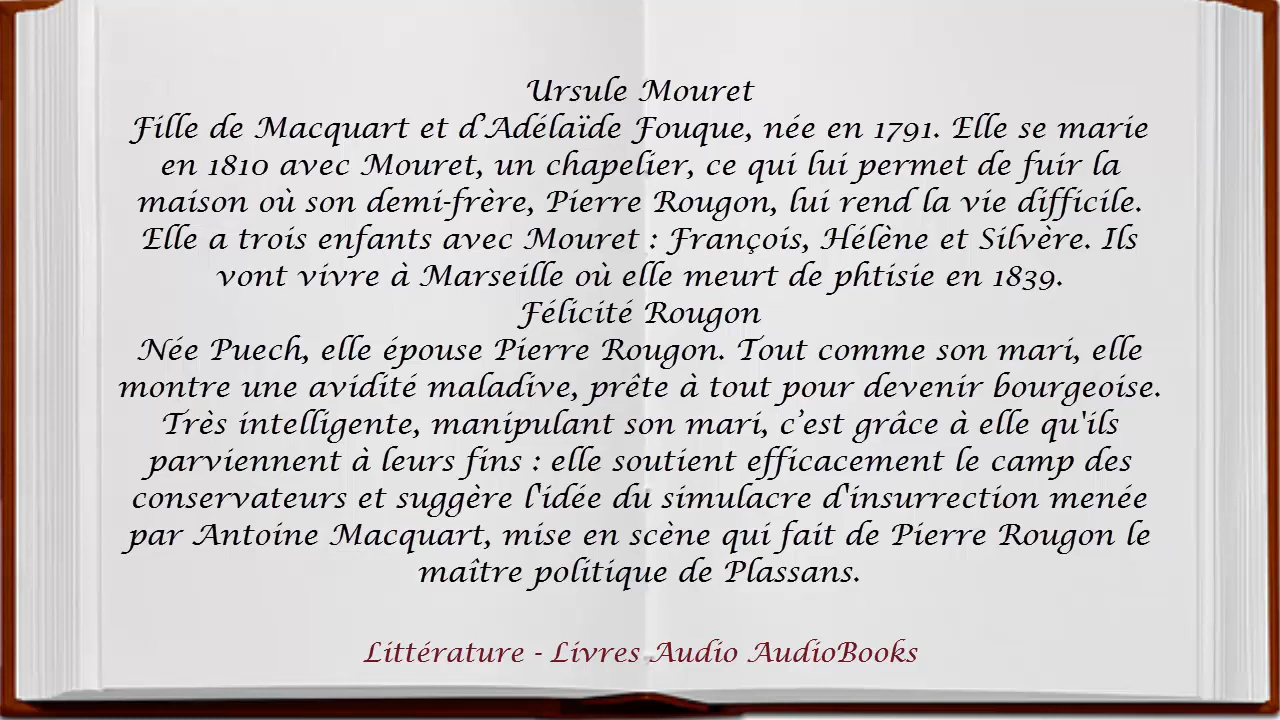 Ursule Mouret
Fille de Macquart et d'Adélaïde Fouque, née en 1791. Elle se marie
en 1810 avec Mouret, un chapelier, ce qui lui permet de fuir la
maison où son demi-frère, Pierre Rougon, lui rend la vie difficile.
Elle a trois enfants avec Mouret : François, Hélène et Silvère. Ils
vont vivre à Marseille où elle meurt de phtisie en 1839.
Félicité Rougon
Née Puech, elle épouse Pierre Rougon. Tout comme son mari, elle
montre une avidité maladive, prête à tout pour devenir bourgeoise.
Très intelligente, manipulant son mari, c'est grâce à elle qu'ils
parviennent à leurs fins : elle soutient efficacement le camp des
conservateurs et suggère l'idée du simulacre d'insurrection menée
par Antoine Macquart, mise en scène qui fait de Pierre Rougon le
maître politique de Plassans.
Littérature - Livres Audio AudioBooks